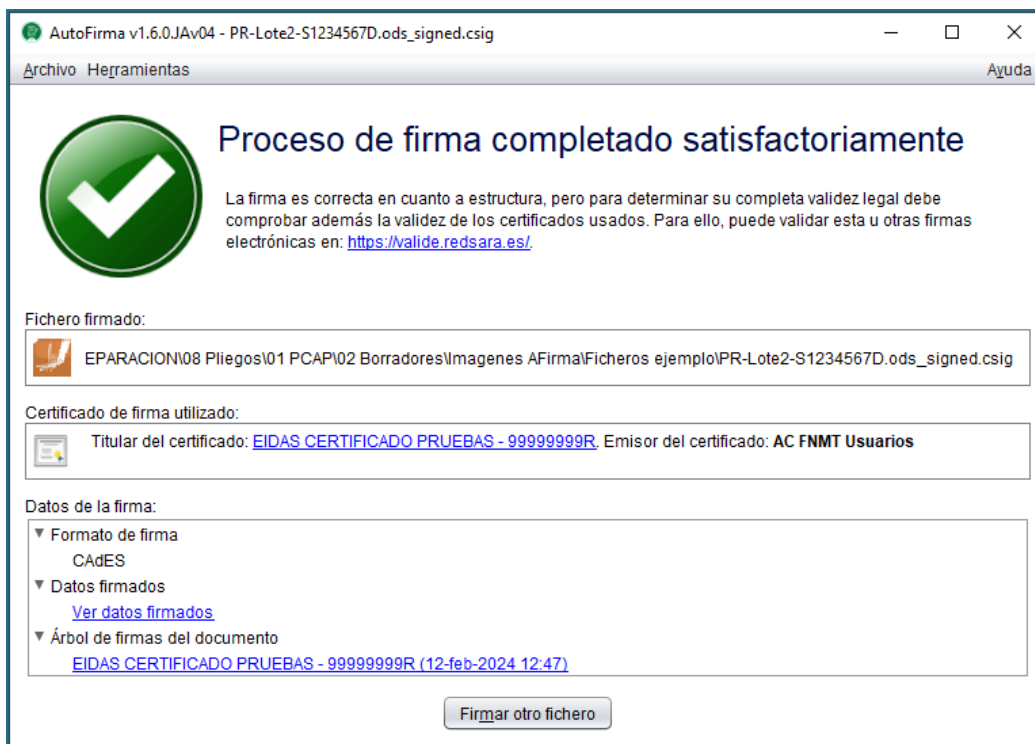 AutoFirma v1.6.0.JAv04 - PR-Lote2-S1234567D.ods_signed.csig
Archivo Herramientas Ayuda
Proceso de firma completado satisfactoriamente
La firma es correcta en cuanto a estructura, pero para determinar su completa validez legal debe
comprobar además la validez de los certificados usados. Para ello, puede validar esta u otras firmas
electrónicas en: https://valide.redsara.es/.
Fichero firmado:
EPARACION\08 Pliegos\01 PCAP\02 Borradores\Imagenes AFirma\Ficheros ejemplo\PR-Lote2-S1234567D.ods_signed.csig
Certificado de firma utilizado:
Titular del certificado: EIDAS CERTIFICADO PRUEBAS - 99999999R. Emisor del certificado: AC FNMT Usuarios
Datos de la firma:
Formato de firma
CAdES
Datos firmados
Ver datos firmados
Árbol de firmas del documento
EIDAS CERTIFICADO PRUEBAS - 99999999R (12-feb-2024 12:47)
Firmar otro fichero